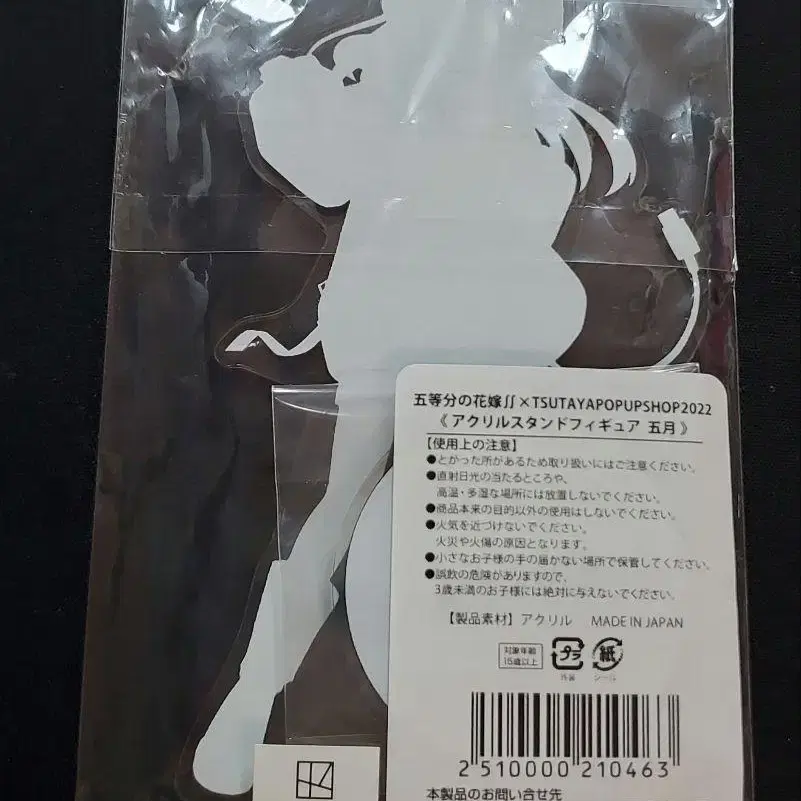 五等分の花嫁∬×TSUTAYAPOPUPSHOP2022
《 アクリルスタンドフィギュア 五月 》
【使用上の注意】
●とがった所があるため取り扱いにはご注意ください。
●直射日光の当たるところや、
高温・多湿な場所には放置しないでください。
●商品本来の目的以外の使用はしないでください。
●火気を近づけないでください。
火災や火傷の原因となります。
●小さなお子様の手の届かない場所で保管してください。
●誤飲の危険がありますので、
3歳未満のお子様には絶対に与えないでください。
【製品素材】アクリル MADE IN JAPAN
対象年齢
15歳以上
プラ
外装
紙
シール
2 510000 210463
本製品のお問い合せ先